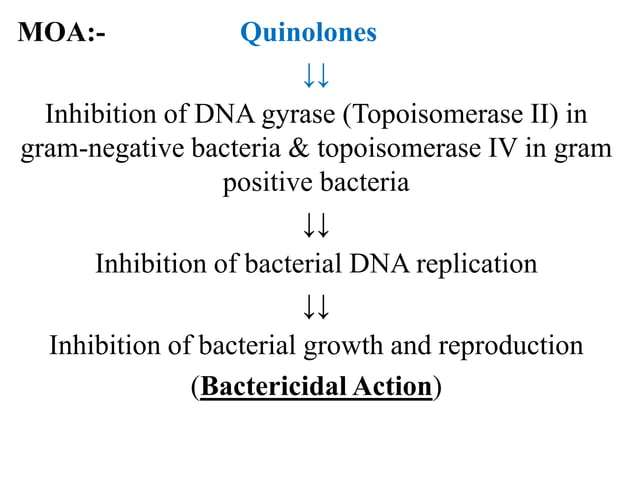 MOA:- Quinolones
↓↓
Inhibition of DNA gyrase (Topoisomerase II) in
gram-negative bacteria & topoisomerase IV in gram
positive bacteria
↓↓
Inhibition of bacterial DNA replication
↓↓
Inhibition of bacterial growth and reproduction
(Bactericidal Action)